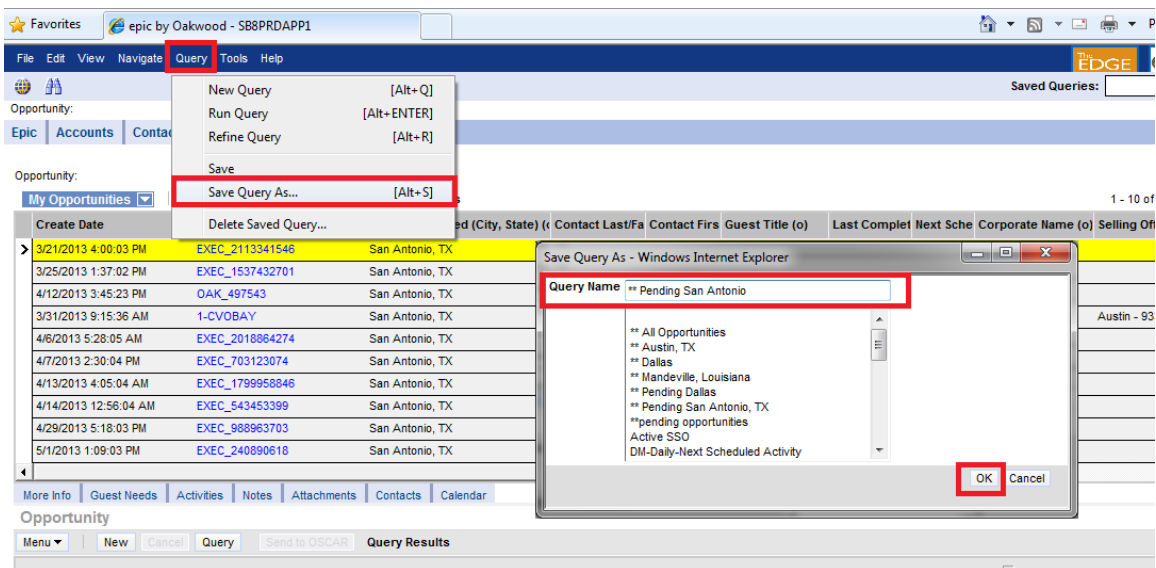 Favorites epic by Oakwood - SB8PRDAPP1 P
File Edit View Navigate Query Tools Help The EDGE
New Query [Alt+Q] Saved Queries:
Opportunity: Run Query [Alt+ENTER]
Epic Accounts Contac Refine Query [Alt+R]
Save
Opportunity:
My Opportunities Save Query As... [Alt+S] s 1 - 10 of
Create Date Delete Saved Query... ed (City, State) (c Contact Last/Fa Contact Firs Guest Title (o) Last Complet Next Sche Corporate Name (o) Selling Off
3/21/2013 4:00:03 PM EXEC_2113341546 San Antonio, TX
3/25/2013 1:37:02 PM EXEC_1537432701 San Antonio, TX
4/12/2013 3:45:23 PM OAK_497543 San Antonio, TX
3/31/2013 9:15:36 AM 1-CVOBAY San Antonio, TX Austin - 93
4/6/2013 5:28:05 AM EXEC_2018864274 San Antonio, TX
4/7/2013 2:30:04 PM EXEC_703123074 San Antonio, TX
4/13/2013 4:05:04 AM EXEC_1799958846 San Antonio, TX
4/14/2013 12:56:04 AM EXEC_543453399 San Antonio, TX
4/29/2013 5:18:03 PM EXEC_988963703 San Antonio, TX
5/1/2013 1:09:03 PM EXEC_240890618 San Antonio, TX
Save Query As - Windows Internet Explorer
Query Name ** Pending San Antonio
** All Opportunities
** Austin, TX
** Dallas
** Mandeville, Louisiana
** Pending Dallas
** Pending San Antonio, TX
**pending opportunities
Active SSO
DM-Daily-Next Scheduled Activity
OK Cancel
More Info Guest Needs Activities Notes Attachments Contacts Calendar
Opportunity
Menu New Cancel Query Send to OSCAR Query Results